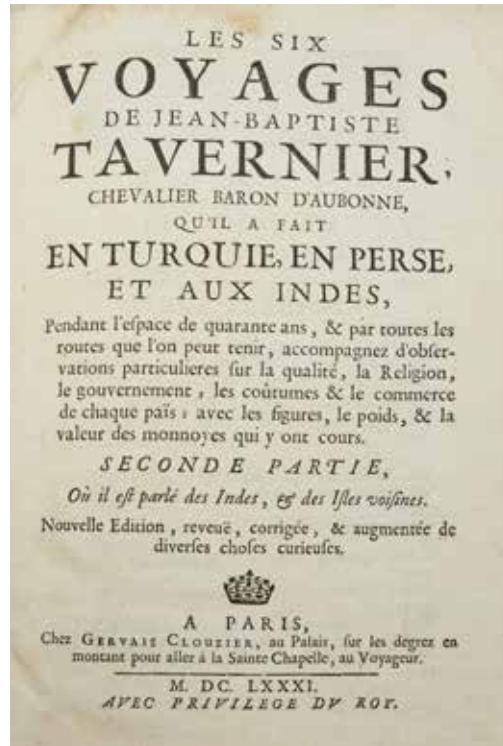 LES SIX
VOYAGES
DE JEAN-BAPTISTE
TAVERNIER,
CHEVALIER BARON D'AUBONNE,
QU'IL A FAIT
EN TURQUIE, EN PERSE,
ET AUX INDES,
Pendant l'eſpace de quarante ans, & par toutes les
routes que l'on peut tenir, accompagnez d'obſer-
vations particulieres ſur la qualité, la Religion,
le gouvernement, les coûtumes & le commerce
de chaque païs; avec les figures, le poids, & la
valeur des monnoyes qui y ont cours.
SECONDE PARTIE,
Où il eſt parlé des Indes, & des Iſles voiſines.
Nouvelle Edition, reveuë, corrigée, & augmentée de
diverſes choſes curieuſes.
A PARIS,
Chez GERVAIS CLOUZIER, au Palais, ſur les degrez en
montant pour aller à la Sainte Chapelle, au Voyageur.
M. DC. LXXXI.
AVEC PRIVILEGE DV ROY.